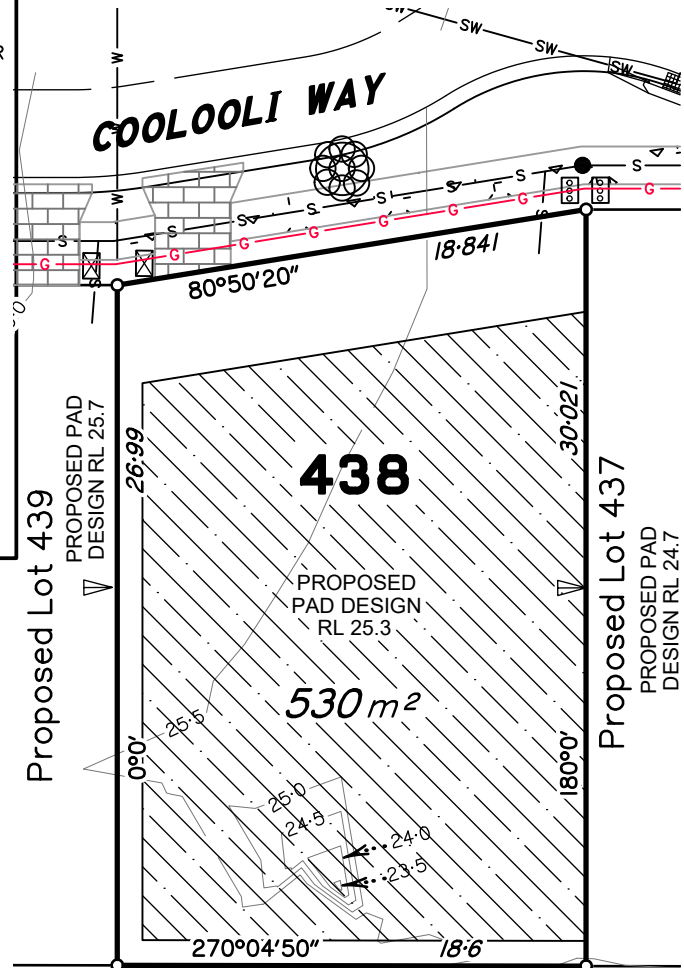 SW
SW
SW
W
W
COOLOOLI WAY
W
S
S
S
S
S
S
S
G
G
G
G
G
G
G
G
S
S
18·841
80°50'20"
PROPOSED PAD
DESIGN RL 25.7
26·99
30·021
438
Proposed Lot 439
Proposed Lot 437
PROPOSED PAD
DESIGN RL 24.7
PROPOSED
PAD DESIGN
RL 25.3
530 m²
25·5
0°0'
180°0'
25·0
24·5
24·0
23·5
270°04'50"
18·6